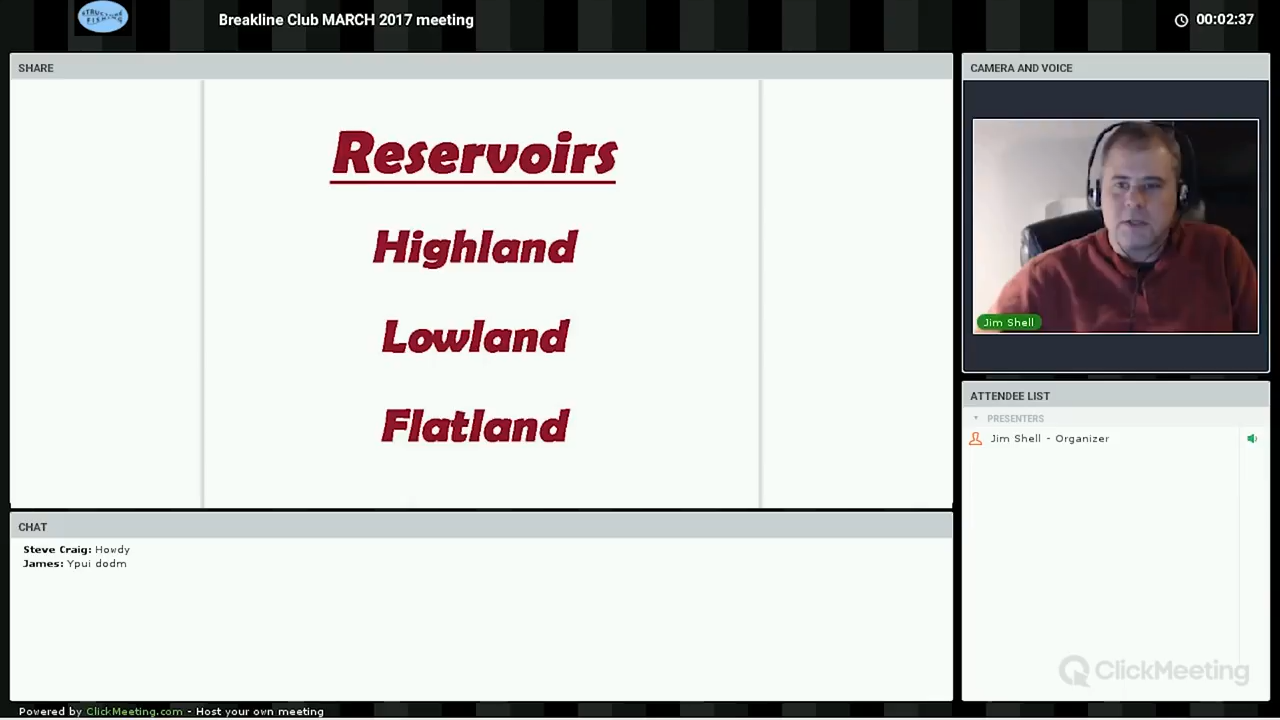 STRUCTURE
FISHING
Breakline Club MARCH 2017 meeting
00:02:37
SHARE
Reservoirs
Highland
Lowland
Flatland
CAMERA AND VOICE
Jim Shell
ATTENDEE LIST
PRESENTERS
Jim Shell - Organizer
CHAT
Steve Craig: Howdy
James: Ypui dodm
ClickMeeting
Powered by ClickMeeting.com - Host your own meeting